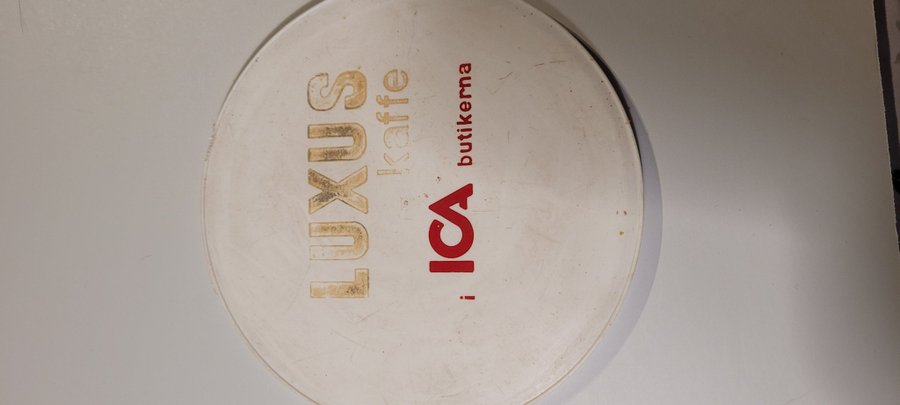 LUXUS
kaffe
i ICA butikerna